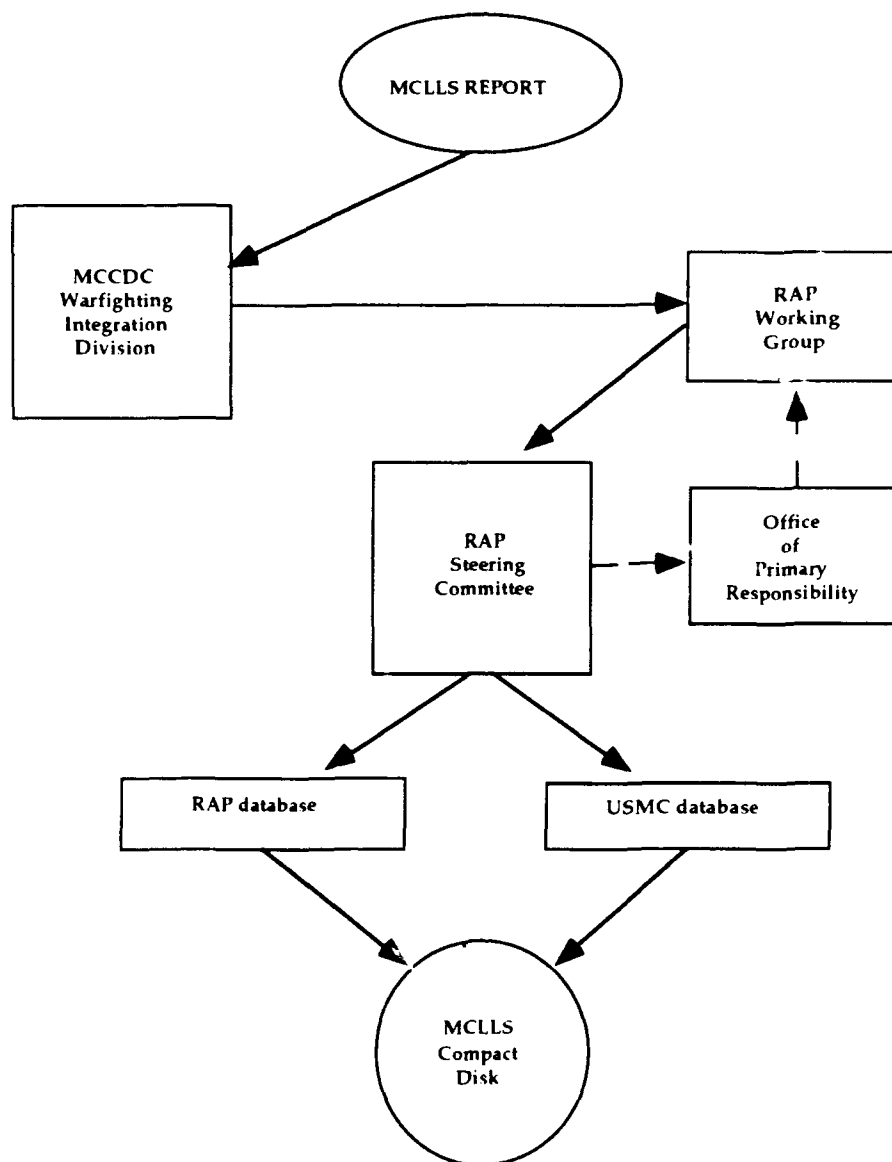 MCLLS REPORT
MCCDC
Warfighting
Integration
Division
RAP
Working
Group
RAP
Steering
Committee
Office
of
Primary
Responsibility
RAP database
USMC database
MCLLS
Compact
Disk